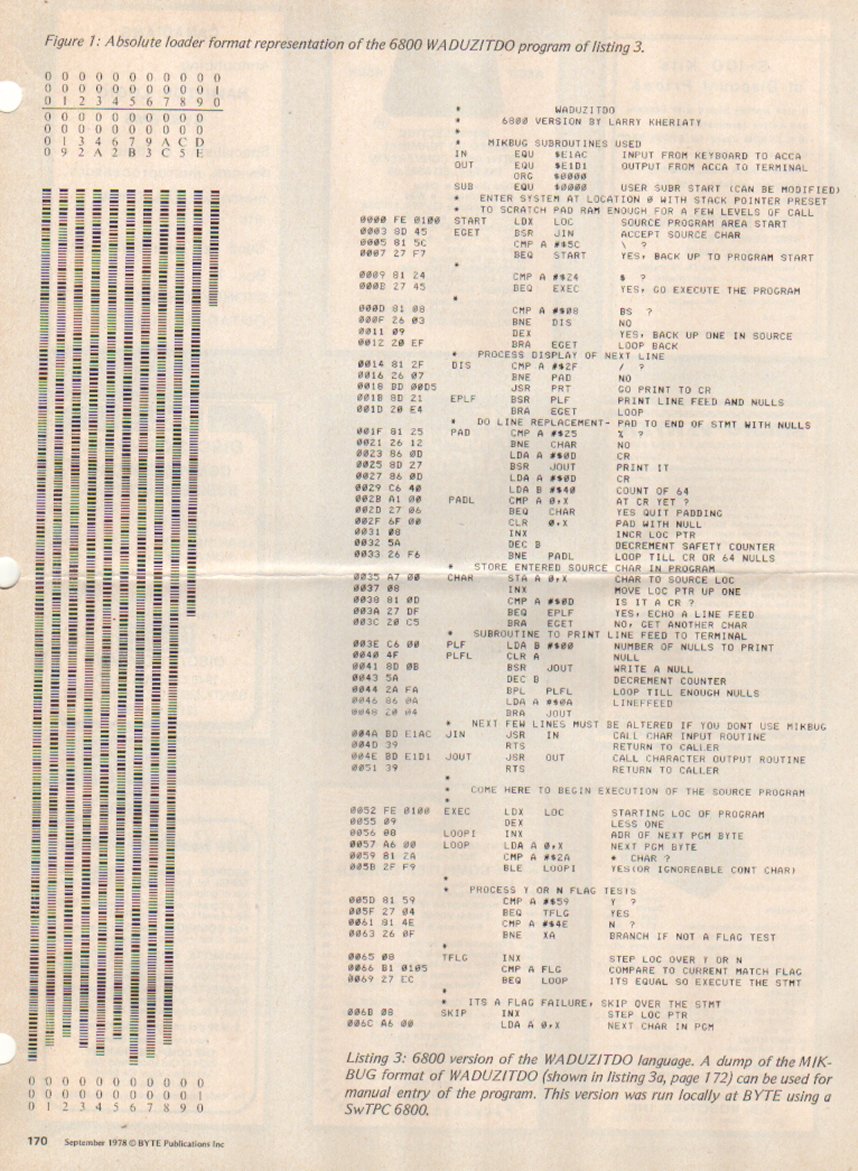 Figure 1: Absolute loader format representation of the 6800 WADUZITDO program of listing 3.
0 0 0 0 0 0 0 0 0 0 0
0 0 0 0 0 0 0 0 0 0 1
0 1 2 3 4 5 6 7 8 9 0
0 0 0 0 0 0 0 0 0 0
0 0 0 0 0 0 0 0 0 0
0 1 3 4 6 7 9 A C D
0 9 2 A 2 B 3 C 5 E
* WADUZITDO
* 6800 VERSION BY LARRY KHERIATY
*
* MIKBUG SUBROUTINES USED
IN EQU $E1AC INPUT FROM KEYBOARD TO ACCA
OUT EQU $E1D1 OUTPUT FROM ACCA TO TERMINAL
ORG $0000
SUB EQU $0000 USER SUBR START (CAN BE MODIFIED)
* ENTER SYSTEM AT LOCATION 0 WITH STACK POINTER PRESET
* TO SCRATCH PAD RAM ENOUGH FOR A FEW LEVELS OF CALL
0000 FE 0100 START LDX LOC SOURCE PROGRAM AREA START
0003 8D 45 EGET BSR JIN ACCEPT SOURCE CHAR
0005 81 5C CMP A #$5C \ ?
0007 27 F7 BEQ START YES, BACK UP TO PROGRAM START
*
0009 81 24 CMP A #$24 $ ?
000B 27 45 BEQ EXEC YES, GO EXECUTE THE PROGRAM
*
000D 81 08 CMP A #$08 BS ?
000F 26 03 BNE DIS NO
0011 09 DEX YES, BACK UP ONE IN SOURCE
0012 20 EF BRA EGET LOOP BACK
* PROCESS DISPLAY OF NEXT LINE
0014 81 2F DIS CMP A #$2F / ?
0016 26 07 BNE PAD NO
0018 BD 00D5 JSR PRT GO PRINT TO CR
001B 8D 21 EPLF BSR PLF PRINT LINE FEED AND NULLS
001D 20 E4 BRA EGET LOOP
* DO LINE REPLACEMENT- PAD TO END OF STMT WITH NULLS
001F 81 25 PAD CMP A #$25 % ?
0021 26 12 BNE CHAR NO
0023 86 0D LDA A #$0D CR
0025 8D 27 BSR JOUT PRINT IT
0027 86 0D LDA A #$0D CR
0029 C6 40 LDA B #$40 COUNT OF 64
002B A1 00 PADL CMP A 0,X AT CR YET ?
002D 27 06 BEQ CHAR YES QUIT PADDING
002F 6F 00 CLR 0,X PAD WITH NULL
0031 08 INX INCR LOC PTR
0032 5A DEC B DECREMENT SAFETY COUNTER
0033 26 F6 BNE PADL LOOP TILL CR OR 64 NULLS
* STORE ENTERED SOURCE CHAR IN PROGRAM
0035 A7 00 CHAR STA A 0,X CHAR TO SOURCE LOC
0037 08 INX MOVE LOC PTR UP ONE
0038 81 0D CMP A #$0D IS IT A CR ?
003A 27 DF BEQ EPLF YES, ECHO A LINE FEED
003C 20 C5 BRA EGET NO, GET ANOTHER CHAR
* SUBROUTINE TO PRINT LINE FEED TO TERMINAL
003E C6 00 PLF LDA B #$00 NUMBER OF NULLS TO PRINT
0040 4F PLFL CLR A NULL
0041 8D 0B BSR JOUT WRITE A NULL
0043 5A DEC B DECREMENT COUNTER
0044 2A FA BPL PLFL LOOP TILL ENOUGH NULLS
0046 86 0A LDA A #$0A LINEFFEED
0048 20 04 BRA JOUT
* NEXT FEW LINES MUST BE ALTERED IF YOU DONT USE MIKBUG
004A BD E1AC JIN JSR IN CALL CHAR INPUT ROUTINE
004D 39 RTS RETURN TO CALLER
004E BD E1D1 JOUT JSR OUT CALL CHARACTER OUTPUT ROUTINE
0051 39 RTS RETURN TO CALLER
*
* COME HERE TO BEGIN EXECUTION OF THE SOURCE PROGRAM
*
0052 FE 0100 EXEC LDX LOC STARTING LOC OF PROGRAM
0055 09 DEX LESS ONE
0056 08 LOOPI INX ADR OF NEXT PGM BYTE
0057 A6 00 LOOP LDA A 0,X NEXT PGM BYTE
0059 81 2A CMP A #$2A * CHAR ?
005B 2F F9 BLE LOOPI YES(OR IGNOREABLE CONT CHAR)
*
* PROCESS Y OR N FLAG TESTS
005D 81 59 CMP A #$59 Y ?
005F 27 04 BEQ TFLG YES
0061 81 4E CMP A #$4E N ?
0063 26 0F BNE XA BRANCH IF NOT A FLAG TEST
*
0065 08 TFLG INX STEP LOC OVER Y OR N
0066 B1 0105 CMP A FLG COMPARE TO CURRENT MATCH FLAG
0069 27 EC BEQ LOOP ITS EQUAL SO EXECUTE THE STMT
*
* ITS A FLAG FAILURE, SKIP OVER THE STMT
006B 08 SKIP INX STEP LOC PTR
006C A6 00 LDA A 0,X NEXT CHAR IN PGM
0 0 0 0 0 0 0 0 0 0
0 0 0 0 0 0 0 0 0 1
0 1 2 3 4 5 6 7 8 9 0
Listing 3: 6800 version of the WADUZITDO language. A dump of the MIK-
BUG format of WADUZITDO (shown in listing 3a, page 172) can be used for
manual entry of the program. This version was run locally at BYTE using a
SwTPC 6800.
170 September 1978 © BYTE Publications Inc